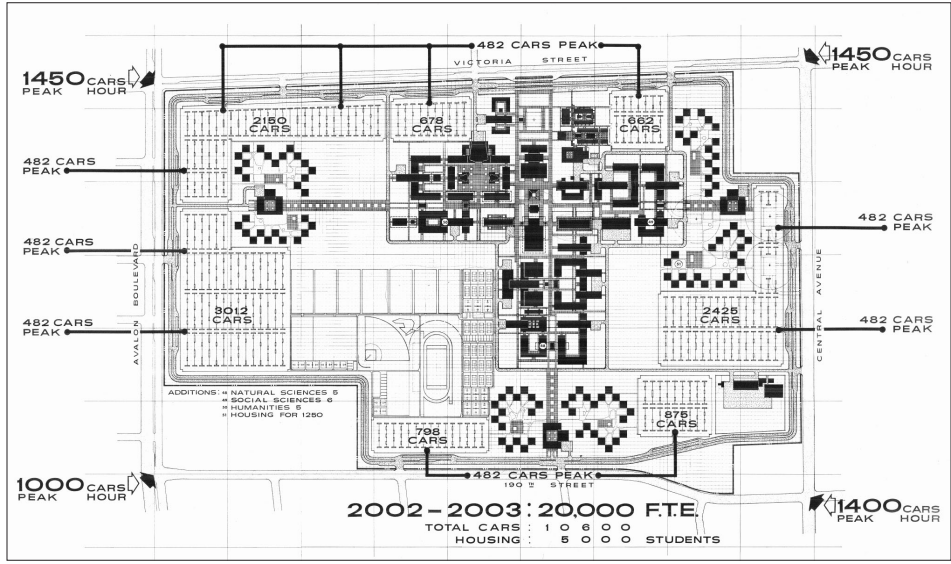 482 CARS PEAK
VICTORIA STREET
1450 CARS
PEAK HOUR
1450 CARS
PEAK HOUR
2150
CARS
678
CARS
662
CARS
482 CARS
PEAK
482 CARS
PEAK
482 CARS
PEAK
482 CARS
PEAK
482 CARS
PEAK
AVALON BOULEVARD
CENTRAL AVENUE
3012
CARS
2425
CARS
ADDITIONS: NATURAL SCIENCES 5
SOCIAL SCIENCES 6
HUMANITIES 5
HOUSING FOR 1250
798
CARS
875
CARS
482 CARS PEAK
190 TH STREET
1000 CARS
PEAK HOUR
1400 CARS
PEAK HOUR
2002-2003: 20,000 F.T.E.
TOTAL CARS: 10600
HOUSING: 5000 STUDENTS